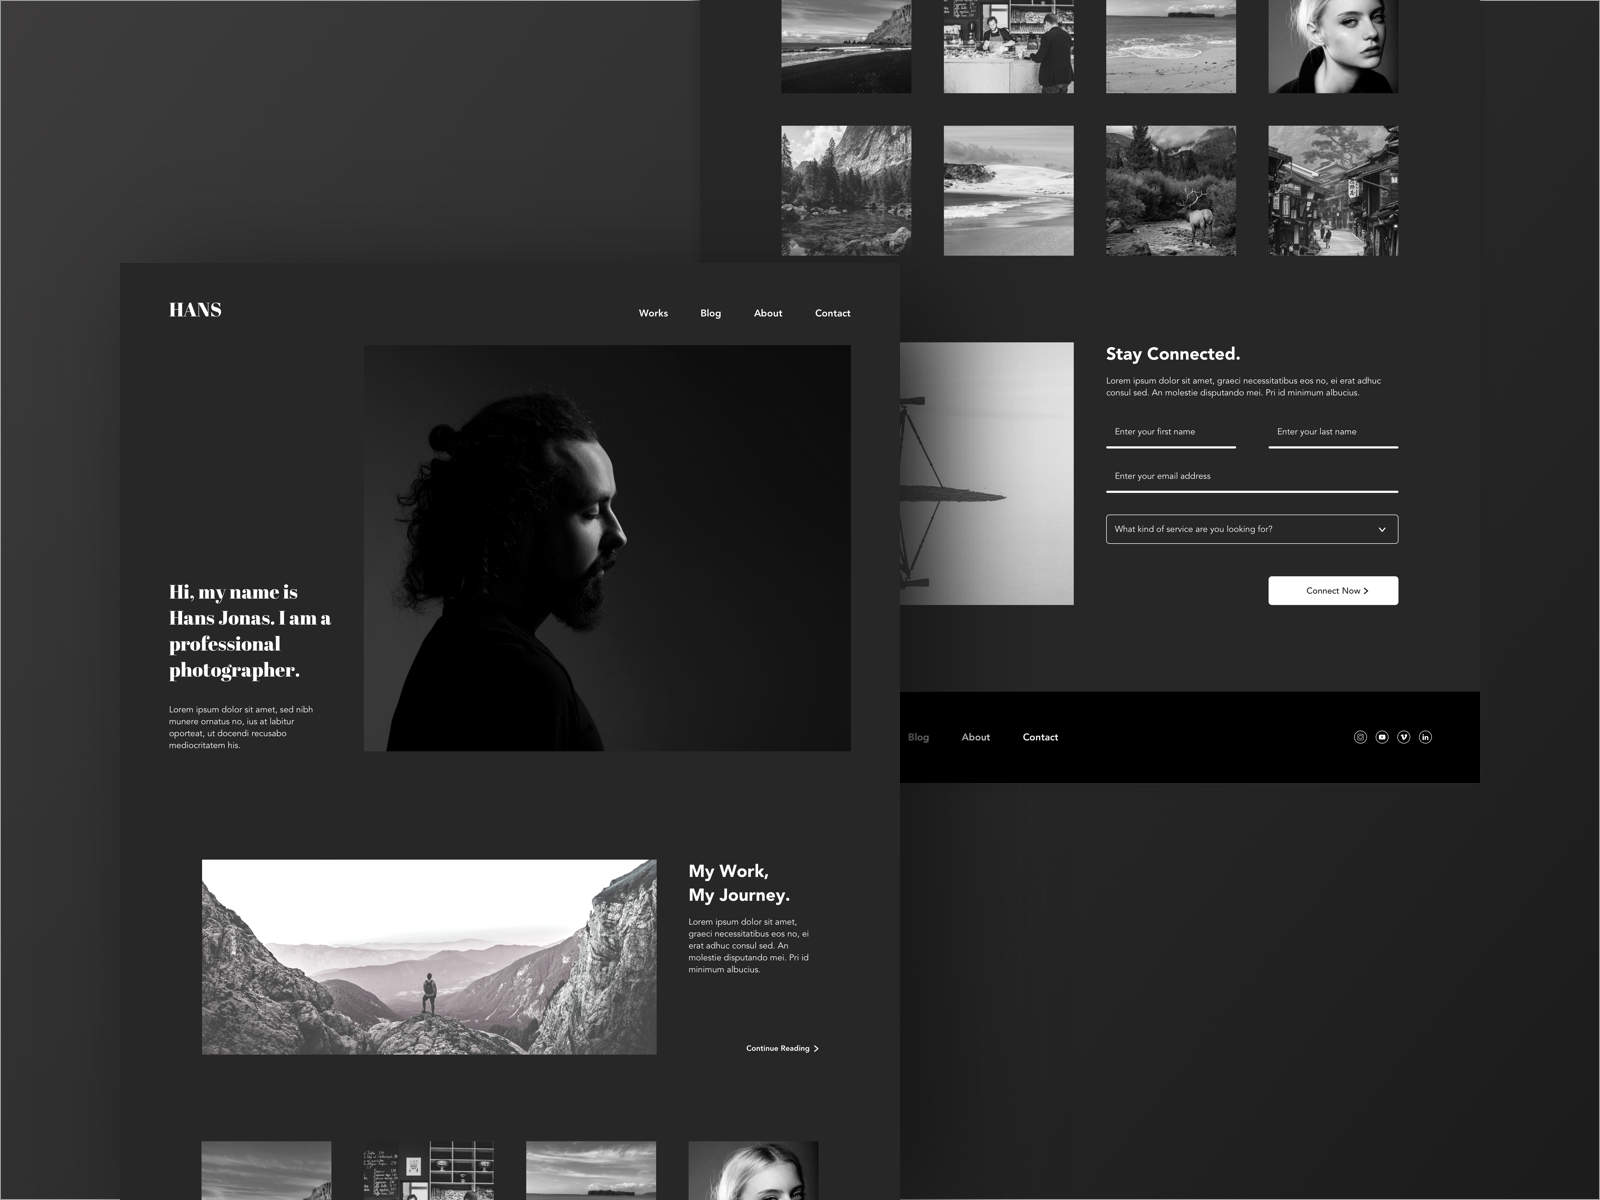 HANS
Works Blog About Contact
Hi, my name is
Hans Jonas. I am a
professional
photographer.
Lorem ipsum dolor sit amet, sed nibh
munere ornatus no, ius at labitur
oporteat, ut docendi recusabo
mediocritatem his.
My Work,
My Journey.
Lorem ipsum dolor sit amet,
graeci necessitatibus eos no, ei
erat adhuc consul sed. An
molestie disputando mei. Pri id
minimum albucius.
Continue Reading
Stay Connected.
Lorem ipsum dolor sit amet, graeci necessitatibus eos no, ei erat adhuc
consul sed. An molestie disputando mei. Pri id minimum albucius.
Enter your first name Enter your last name
Enter your email address
What kind of service are you looking for?
Connect Now
Blog About Contact
in